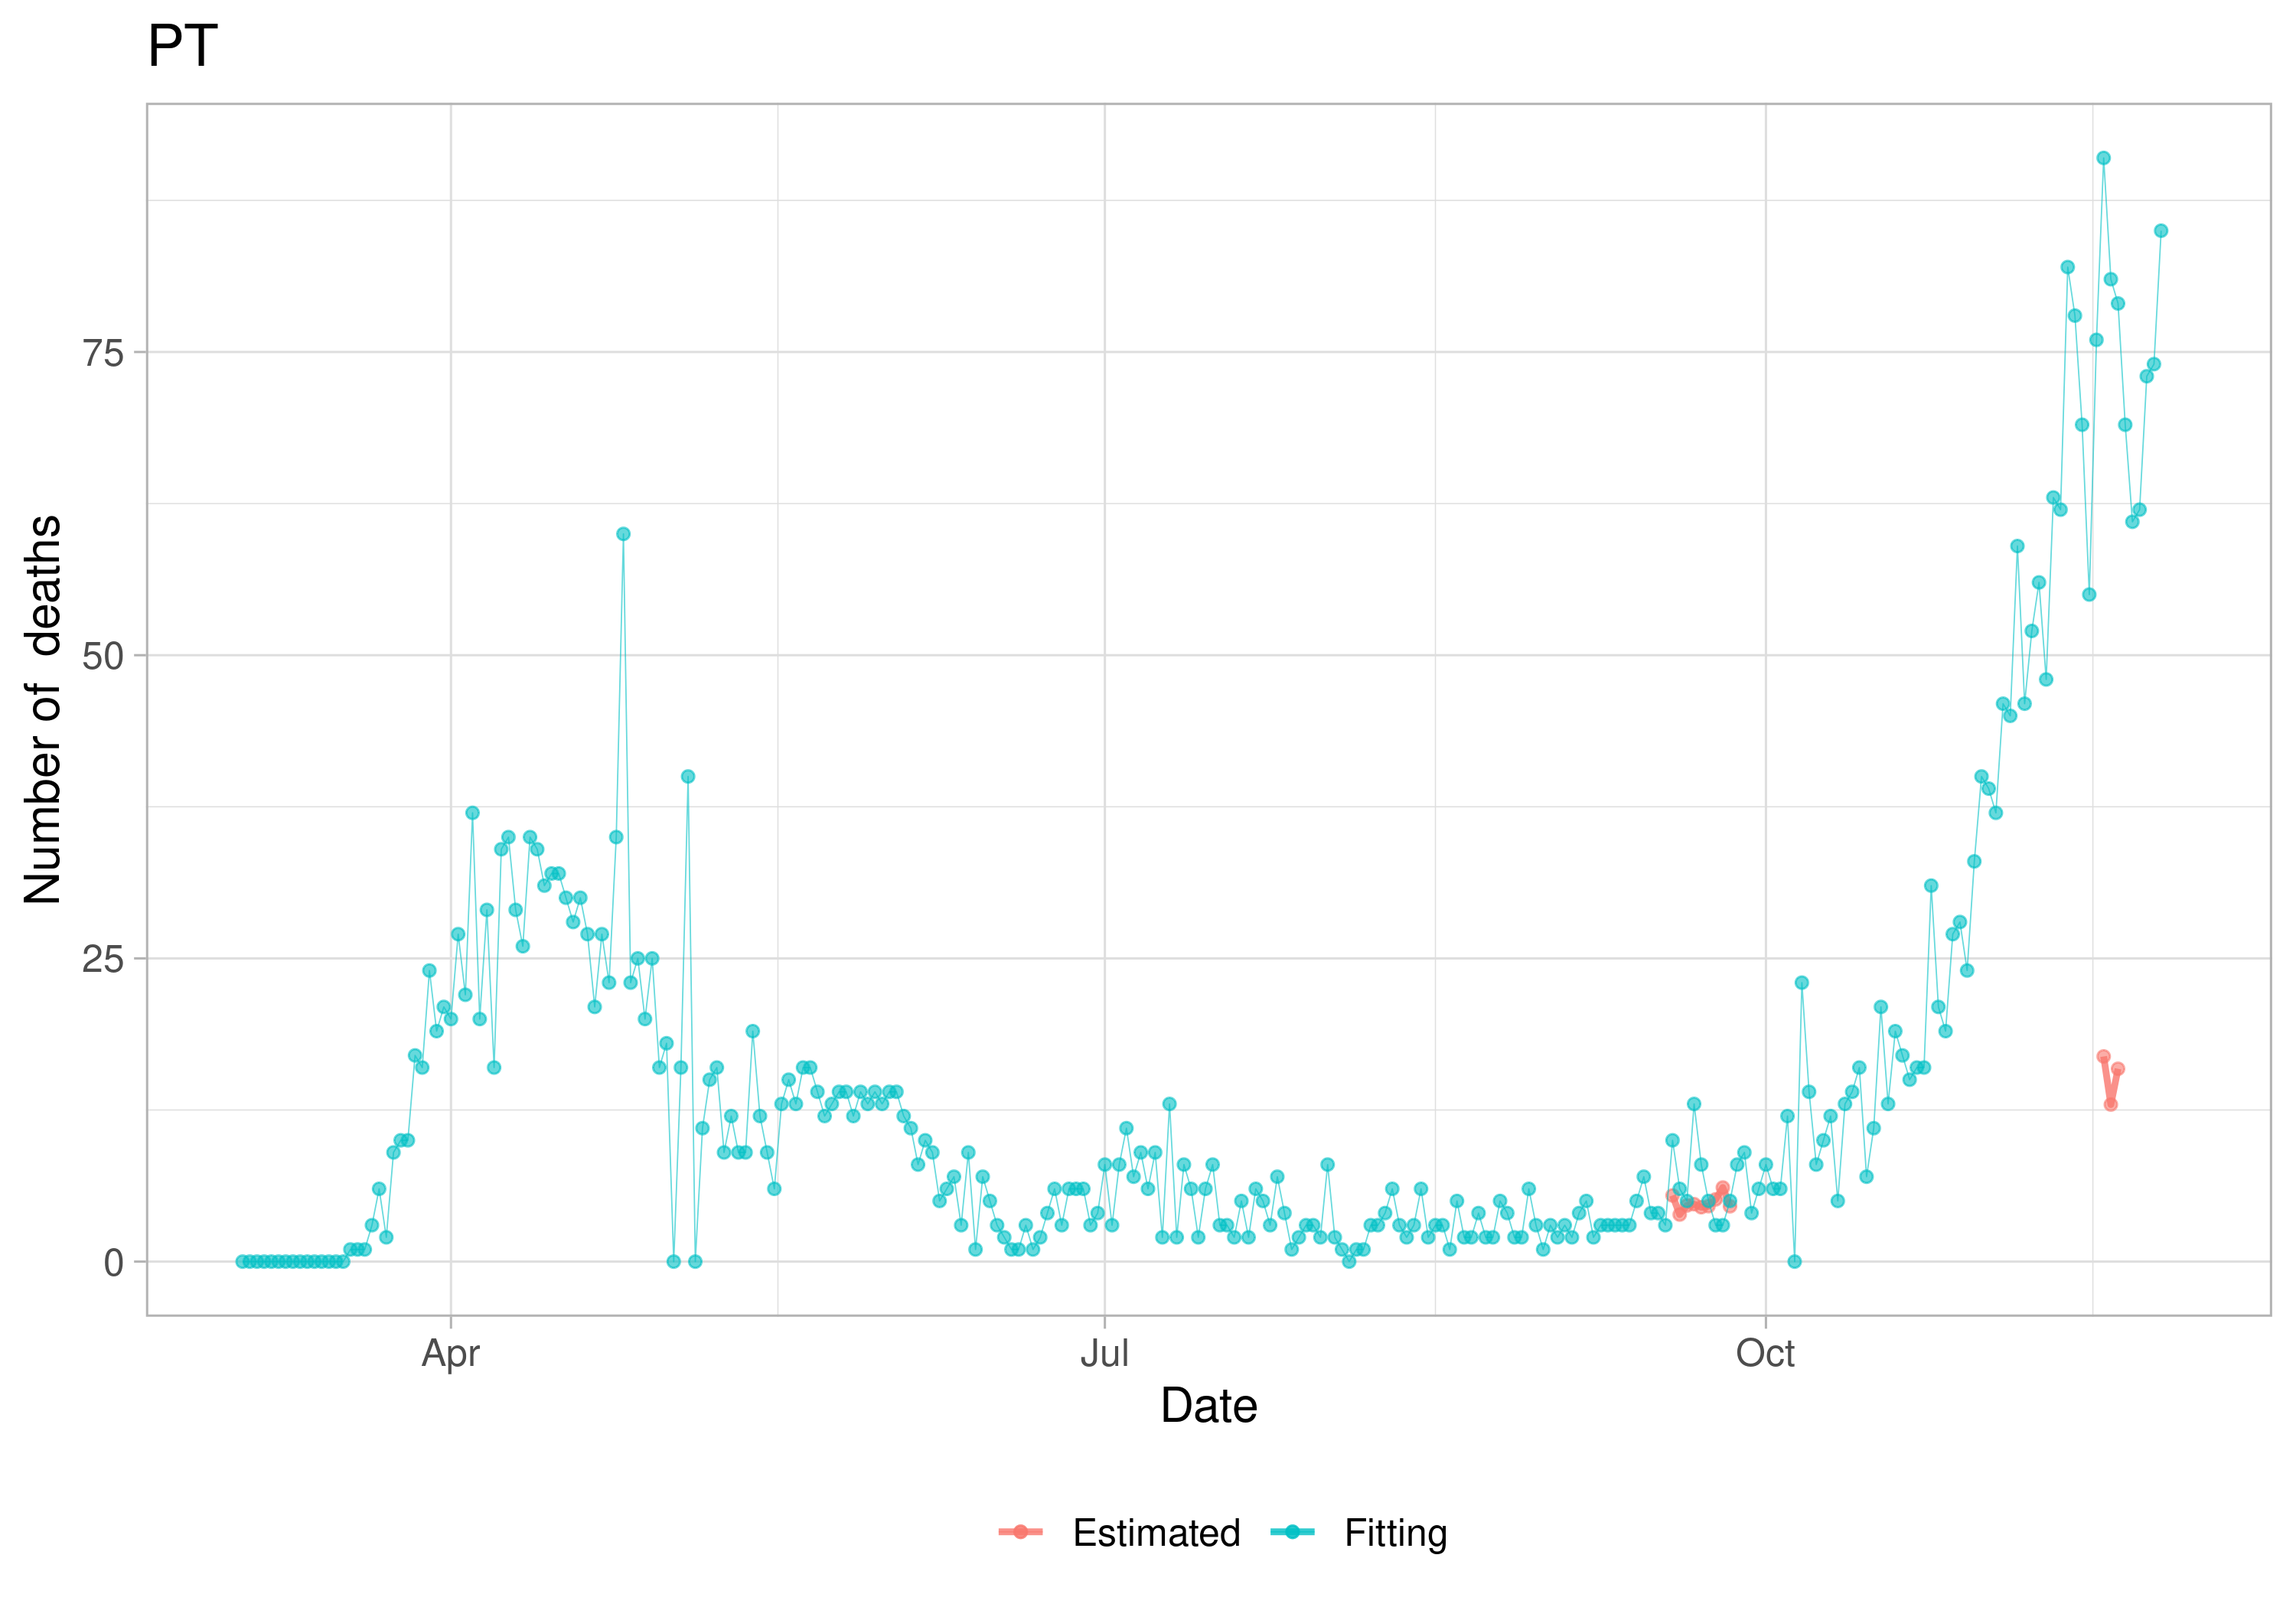 PT
Number of  deaths
75
50
25
0
Apr
Jul
Oct
Date
Estimated
Fitting